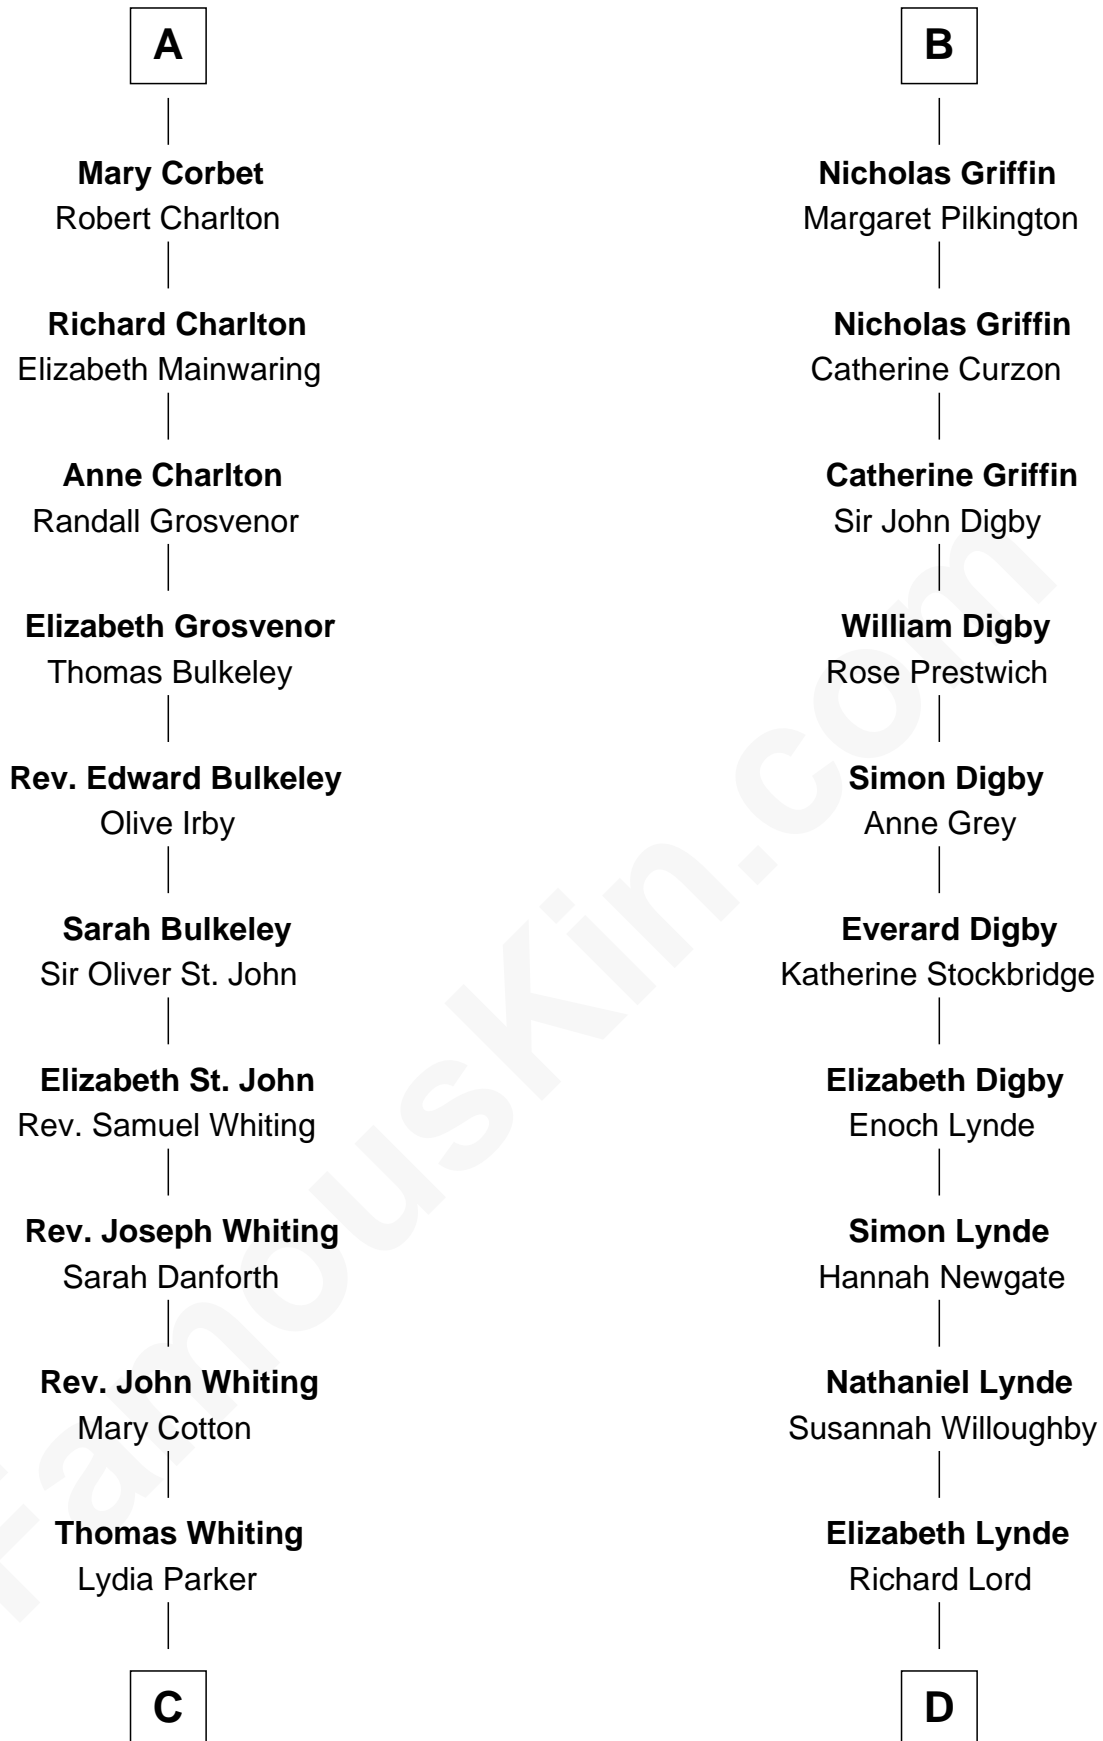 A
Mary Corbet
Robert Charlton
Richard Charlton
Elizabeth Mainwaring
Anne Charlton
Randall Grosvenor
Elizabeth Grosvenor
Thomas Bulkeley
Rev. Edward Bulkeley
Olive Irby
Sarah Bulkeley
Sir Oliver St. John
Elizabeth St. John
Rev. Samuel Whiting
Rev. Joseph Whiting
Sarah Danforth
Rev. John Whiting
Mary Cotton
Thomas Whiting
Lydia Parker
C
B
Nicholas Griffin
Margaret Pilkington
Nicholas Griffin
Catherine Curzon
Catherine Griffin
Sir John Digby
William Digby
Rose Prestwich
Simon Digby
Anne Grey
Everard Digby
Katherine Stockbridge
Elizabeth Digby
Enoch Lynde
Simon Lynde
Hannah Newgate
Nathaniel Lynde
Susannah Willoughby
Elizabeth Lynde
Richard Lord
D
FamousKin.com